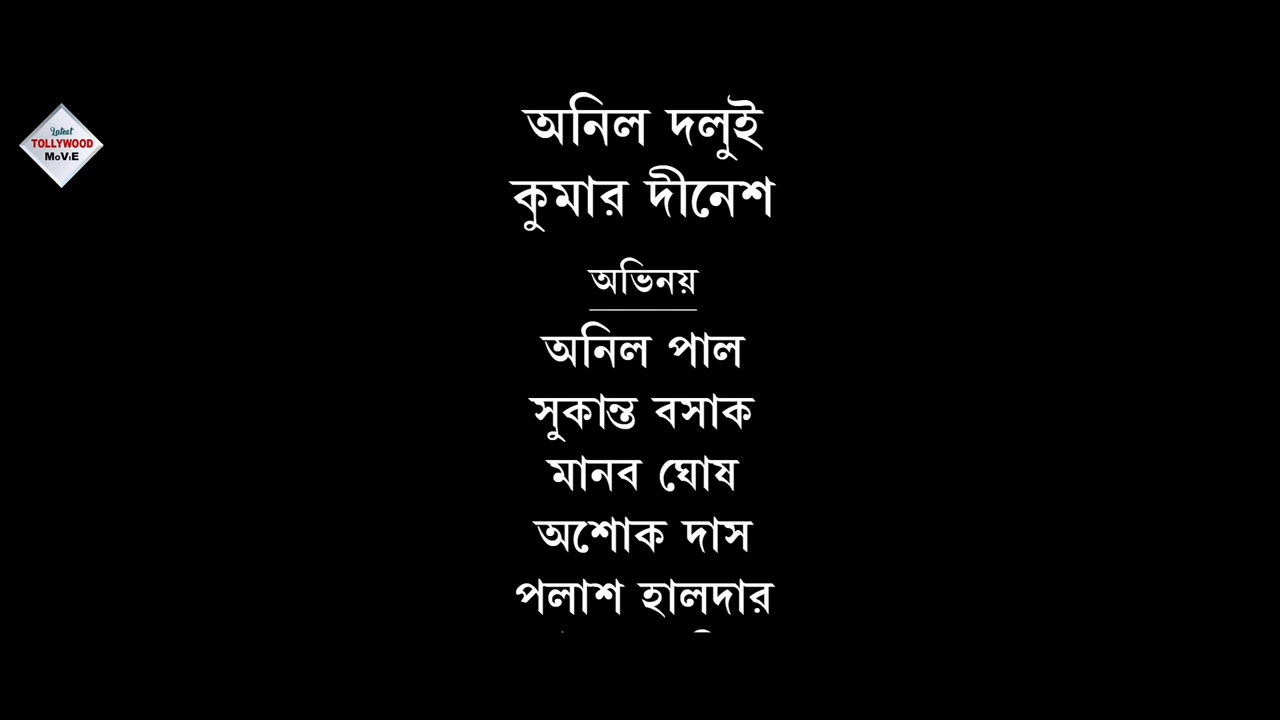 Latest
TOLLYWOOD
MoViE
অনিল দলুই
কুমার দীনেশ
অভিনয়
অনিল পাল
সুকান্ত বসাক
মানব ঘোষ
অশোক দাস
পলাশ হালদার